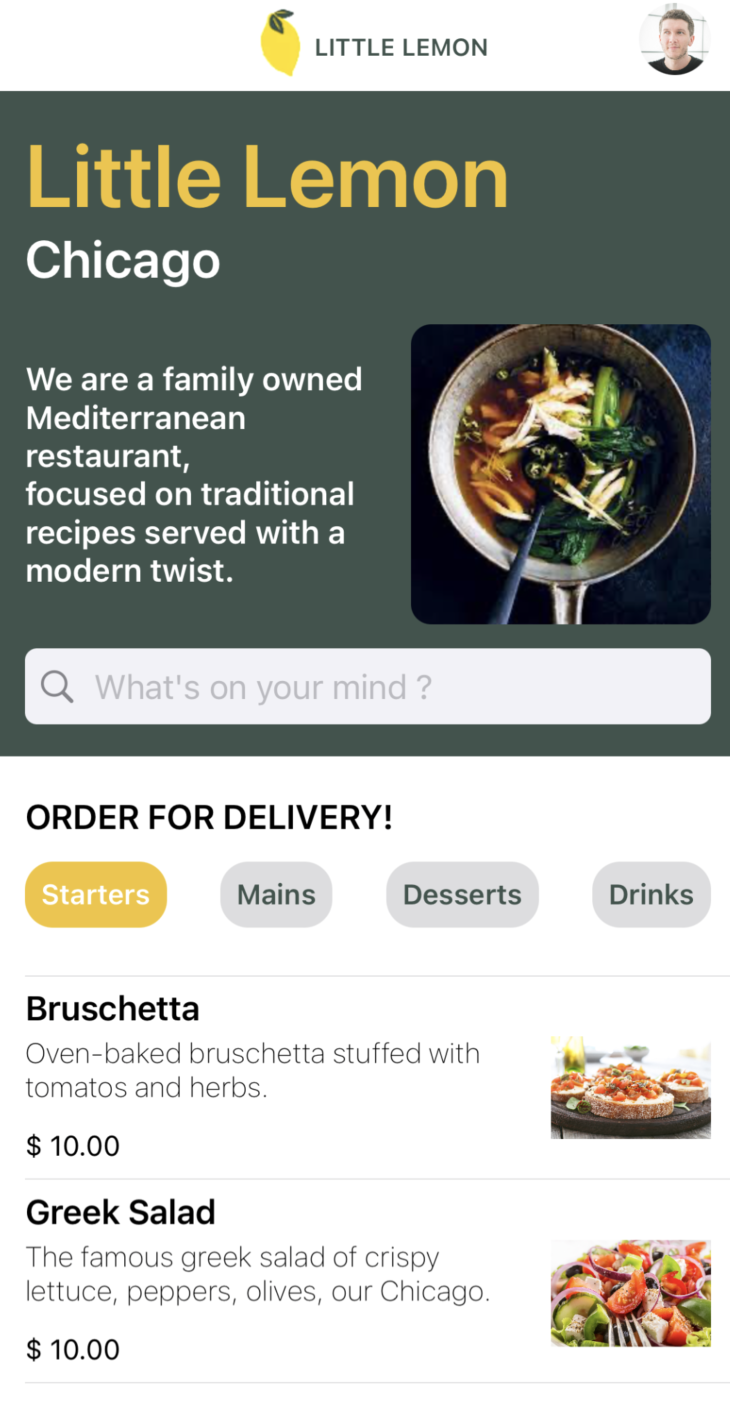 LITTLE LEMON
Little Lemon
Chicago
We are a family owned
Mediterranean
restaurant,
focused on traditional
recipes served with a
modern twist.
What's on your mind ?
ORDER FOR DELIVERY!
Starters Mains Desserts Drinks
Bruschetta
Oven-baked bruschetta stuffed with
tomatos and herbs.
$ 10.00
Greek Salad
The famous greek salad of crispy
lettuce, peppers, olives, our Chicago.
$ 10.00